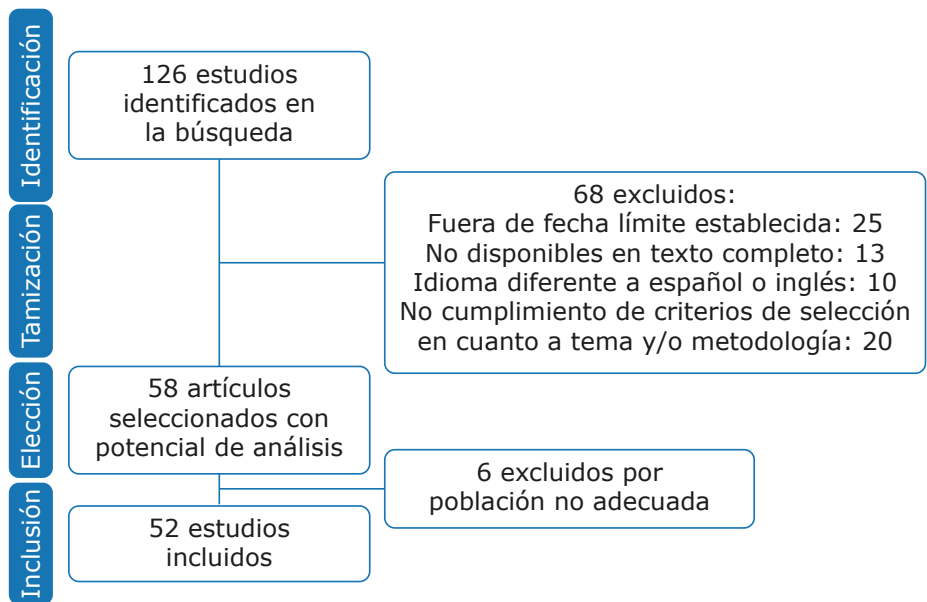 Identificación
126 estudios
identificados en
la búsqueda
Tamización
68 excluidos:
Fuera de fecha límite establecida: 25
No disponibles en texto completo: 13
Idioma diferente a español o inglés: 10
No cumplimiento de criterios de selección
en cuanto a tema y/o metodología: 20
Elección
58 artículos
seleccionados con
potencial de análisis
6 excluidos por
población no adecuada
Inclusión
52 estudios
incluidos